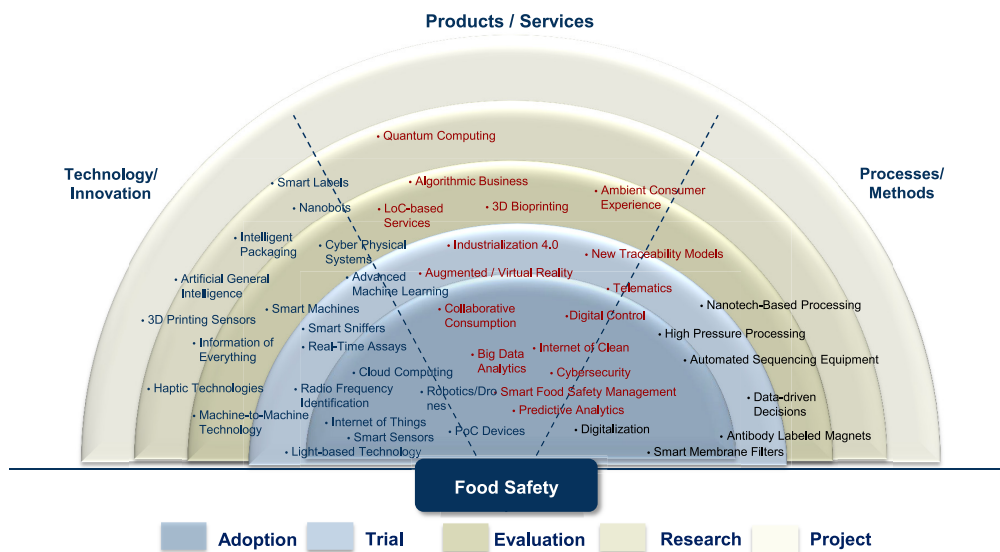 Products / Services
Technology/
Innovation
Processes/
Methods
• Quantum Computing
• Smart Labels
• Algorithmic Business
• Ambient Consumer
Experience
• Nanobots
• LoC-based
Services
• 3D Bioprinting
• Intelligent
Packaging
• Cyber Physical
Systems
• Industrialization 4.0
• New Traceability Models
• Artificial General
Intelligence
• Advanced
Machine Learning
• Augmented / Virtual Reality
• Telematics
• 3D Printing Sensors
• Smart Machines
• Collaborative
Consumption
• Digital Control
• Nanotech-Based Processing
• Smart Sniffers
• High Pressure Processing
• Information of
Everything
• Real-Time Assays
• Big Data
Analytics
• Internet of Clean
• Automated Sequencing Equipment
• Cloud Computing
• Cybersecurity
• Haptic Technologies
• Radio Frequency
Identification
• Robotics/Dro
nes
• Smart Food Safety Management
• Data-driven
Decisions
• Machine-to-Machine
Technology
• Internet of Things
• Predictive Analytics
• Smart Sensors
• PoC Devices
• Digitalization
• Antibody Labeled Magnets
• Light-based Technology
• Smart Membrane Filters
Food Safety
Adoption
Trial
Evaluation
Research
Project